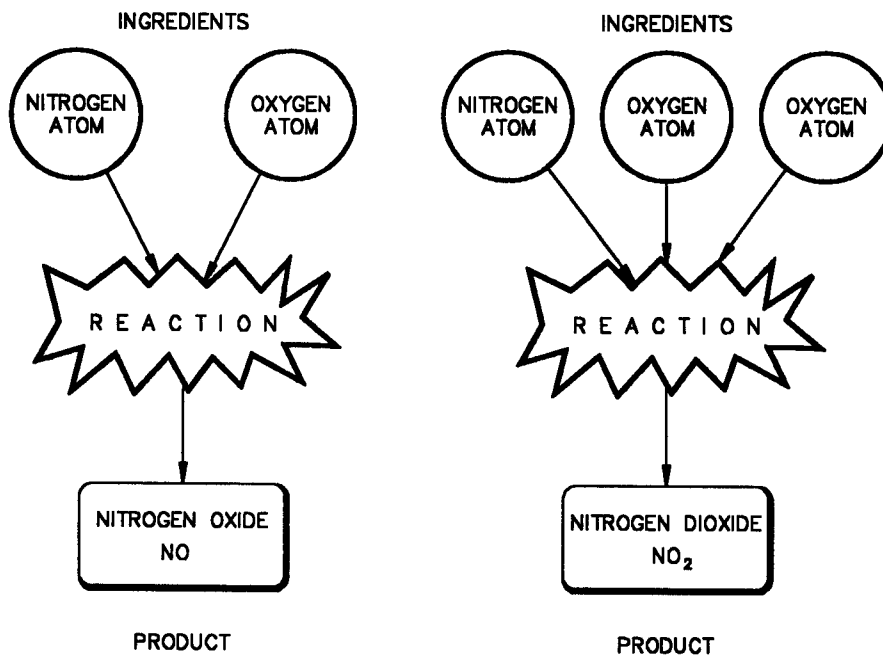 INGREDIENTS
NITROGEN
ATOM
OXYGEN
ATOM
REACTION
NITROGEN OXIDE
NO
PRODUCT
INGREDIENTS
NITROGEN
ATOM
OXYGEN
ATOM
OXYGEN
ATOM
REACTION
NITROGEN DIOXIDE
NO₂
PRODUCT